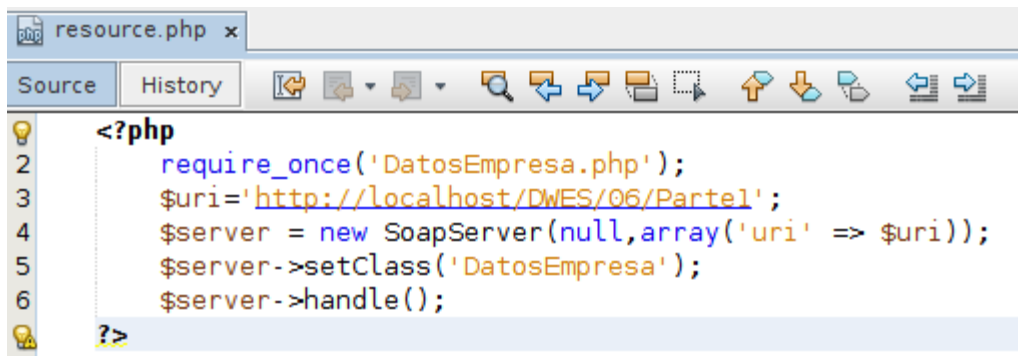 resource.php x
Source History
<?php
2 require_once('DatosEmpresa.php');
3 $uri='http://localhost/DWES/06/Parte1';
4 $server = new SoapServer(null,array('uri' => $uri));
5 $server->setClass('DatosEmpresa');
6 $server->handle();
?>